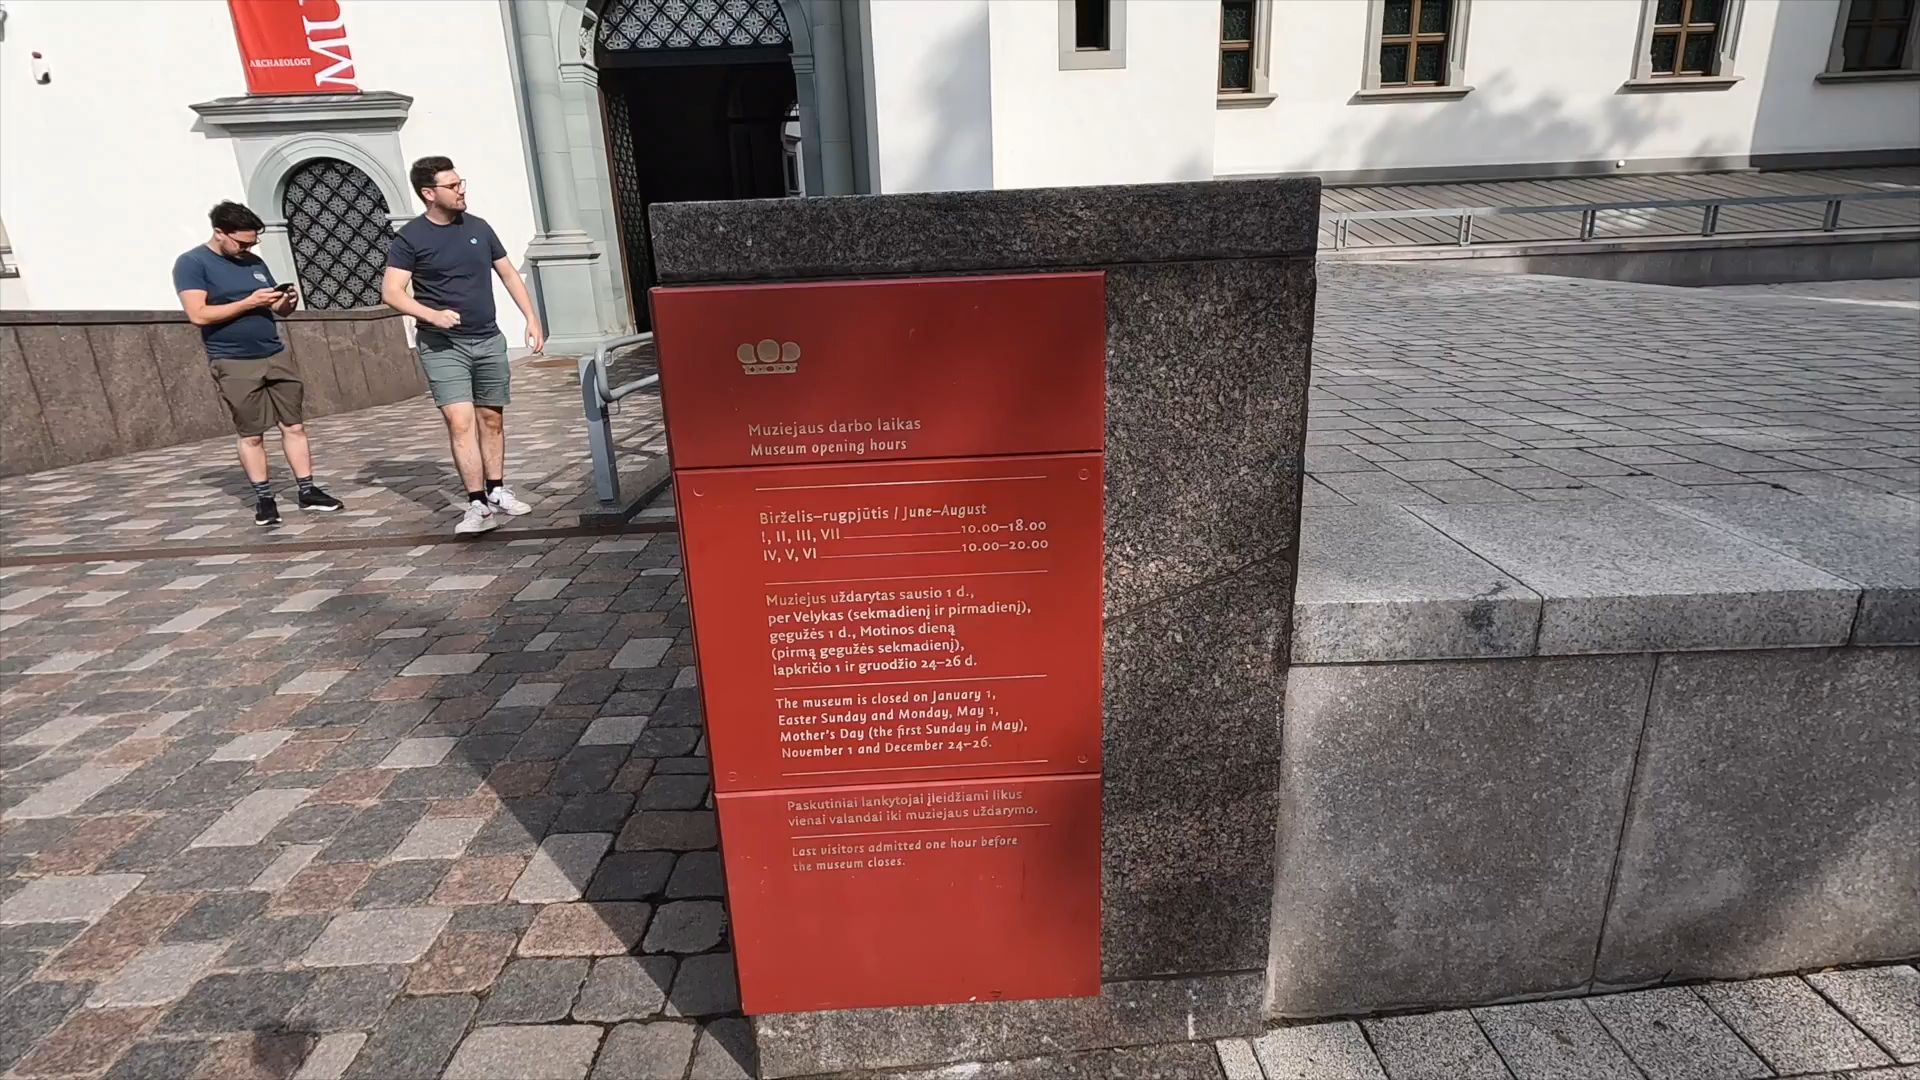 ARCHAEOLOGY
MU
Muziejaus darbo laikas
Museum opening hours
Birželis–rugpjūtis / June–August
I, II, III, VII 10.00–18.00
IV, V, VI 10.00–20.00
Muziejus uždarytas sausio 1 d.,
per Velykas (sekmadienį ir pirmadienį),
gegužės 1 d., Motinos dieną
(pirmą gegužės sekmadienį),
lapkričio 1 ir gruodžio 24–26 d.
The museum is closed on January 1,
Easter Sunday and Monday, May 1,
Mother's Day (the first Sunday in May),
November 1 and December 24–26.
Paskutiniai lankytojai įleidžiami likus
vienai valandai iki muziejaus uždarymo.
Last visitors admitted one hour before
the museum closes.